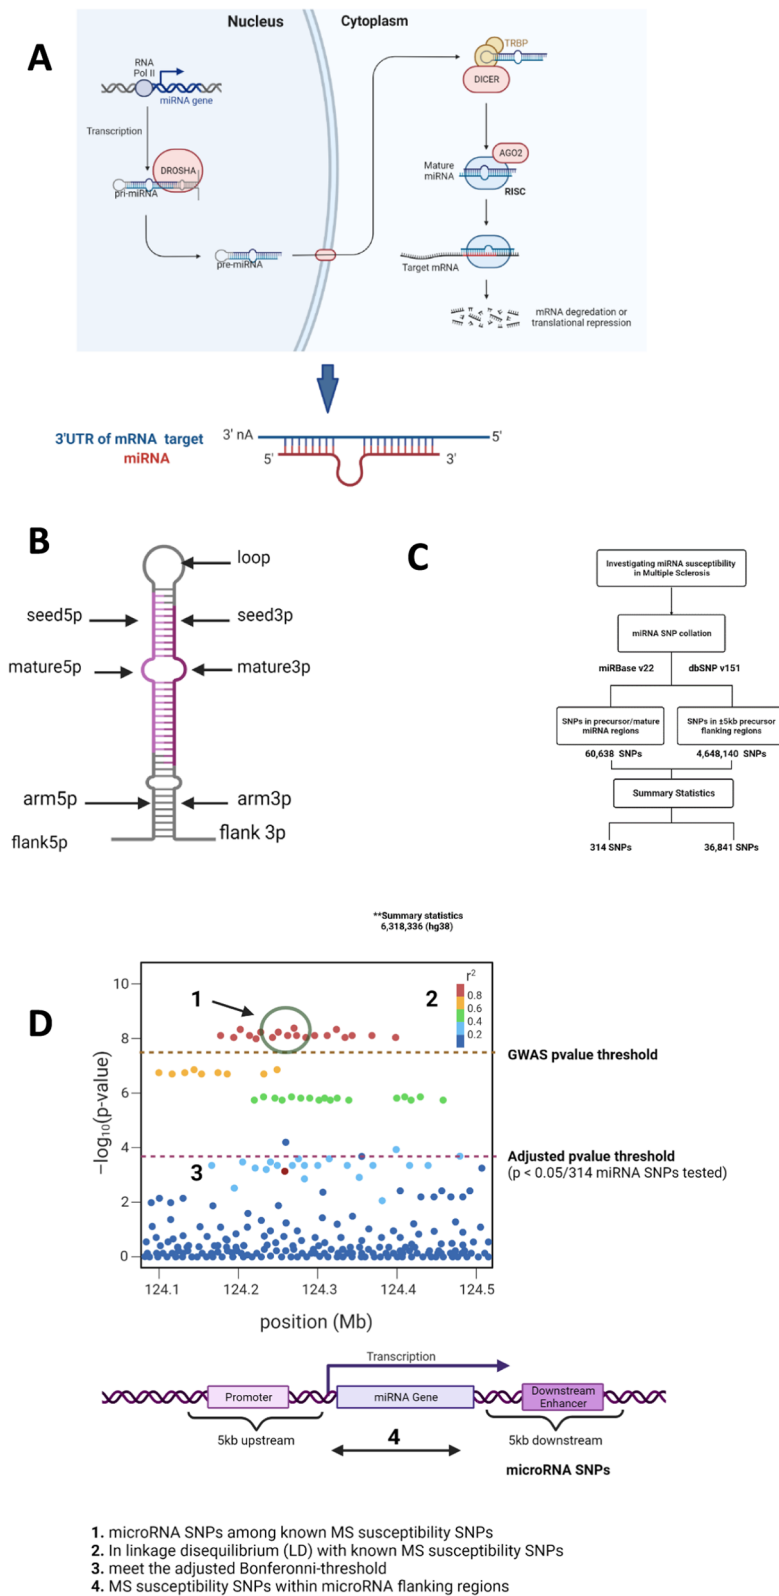 A
Nucleus
Cytoplasm
RNA
Pol II
miRNA gene
Transcription
DROSHA
pri-miRNA
pre-miRNA
TRBP
DICER
AGO2
Mature
miRNA
RISC
Target mRNA
mRNA degradation or
translational repression
3'UTR of mRNA target
miRNA
3' nA
5'
5'
3'
B
loop
seed5p
seed3p
mature5p
mature3p
arm5p
arm3p
flank5p
flank 3p
C
Investigating miRNA susceptibility
in Multiple Sclerosis
miRNA SNP collation
miRBase v22
dbSNP v151
SNPs in precursor/mature
miRNA regions
SNPs in ±5kb precursor
flanking regions
60,638 SNPs
4,648,140 SNPs
Summary Statistics
314 SNPs
36,841 SNPs
**Summary statistics
6,318,336 (hg38)
D
1
2
3
r²
0.8
0.6
0.4
0.2
10
8
6
4
2
0
−log₁₀(p-value)
GWAS pvalue threshold
Adjusted pvalue threshold
(p < 0.05/314 miRNA SNPs tested)
124.1
124.2
124.3
124.4
124.5
position (Mb)
Transcription
Promoter
miRNA Gene
Downstream
Enhancer
5kb upstream
4
5kb downstream
microRNA SNPs
1. microRNA SNPs among known MS susceptibility SNPs
2. In linkage disequilibrium (LD) with known MS susceptibility SNPs
3. meet the adjusted Bonferonni-threshold
4. MS susceptibility SNPs within microRNA flanking regions